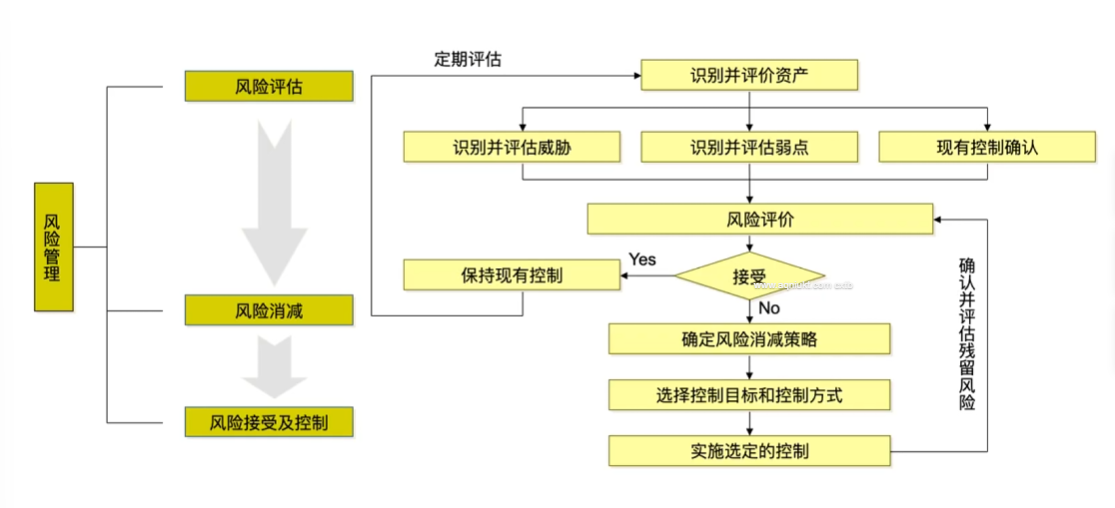 定期评估
风险评估
识别并评价资产
识别并评估威胁
识别并评估弱点
现有控制确认
风险管理
风险评价
Yes
保持现有控制
接受
No
确认并评估残留风险
风险消减
确定风险消减策略
选择控制目标和控制方式
风险接受及控制
实施选定的控制